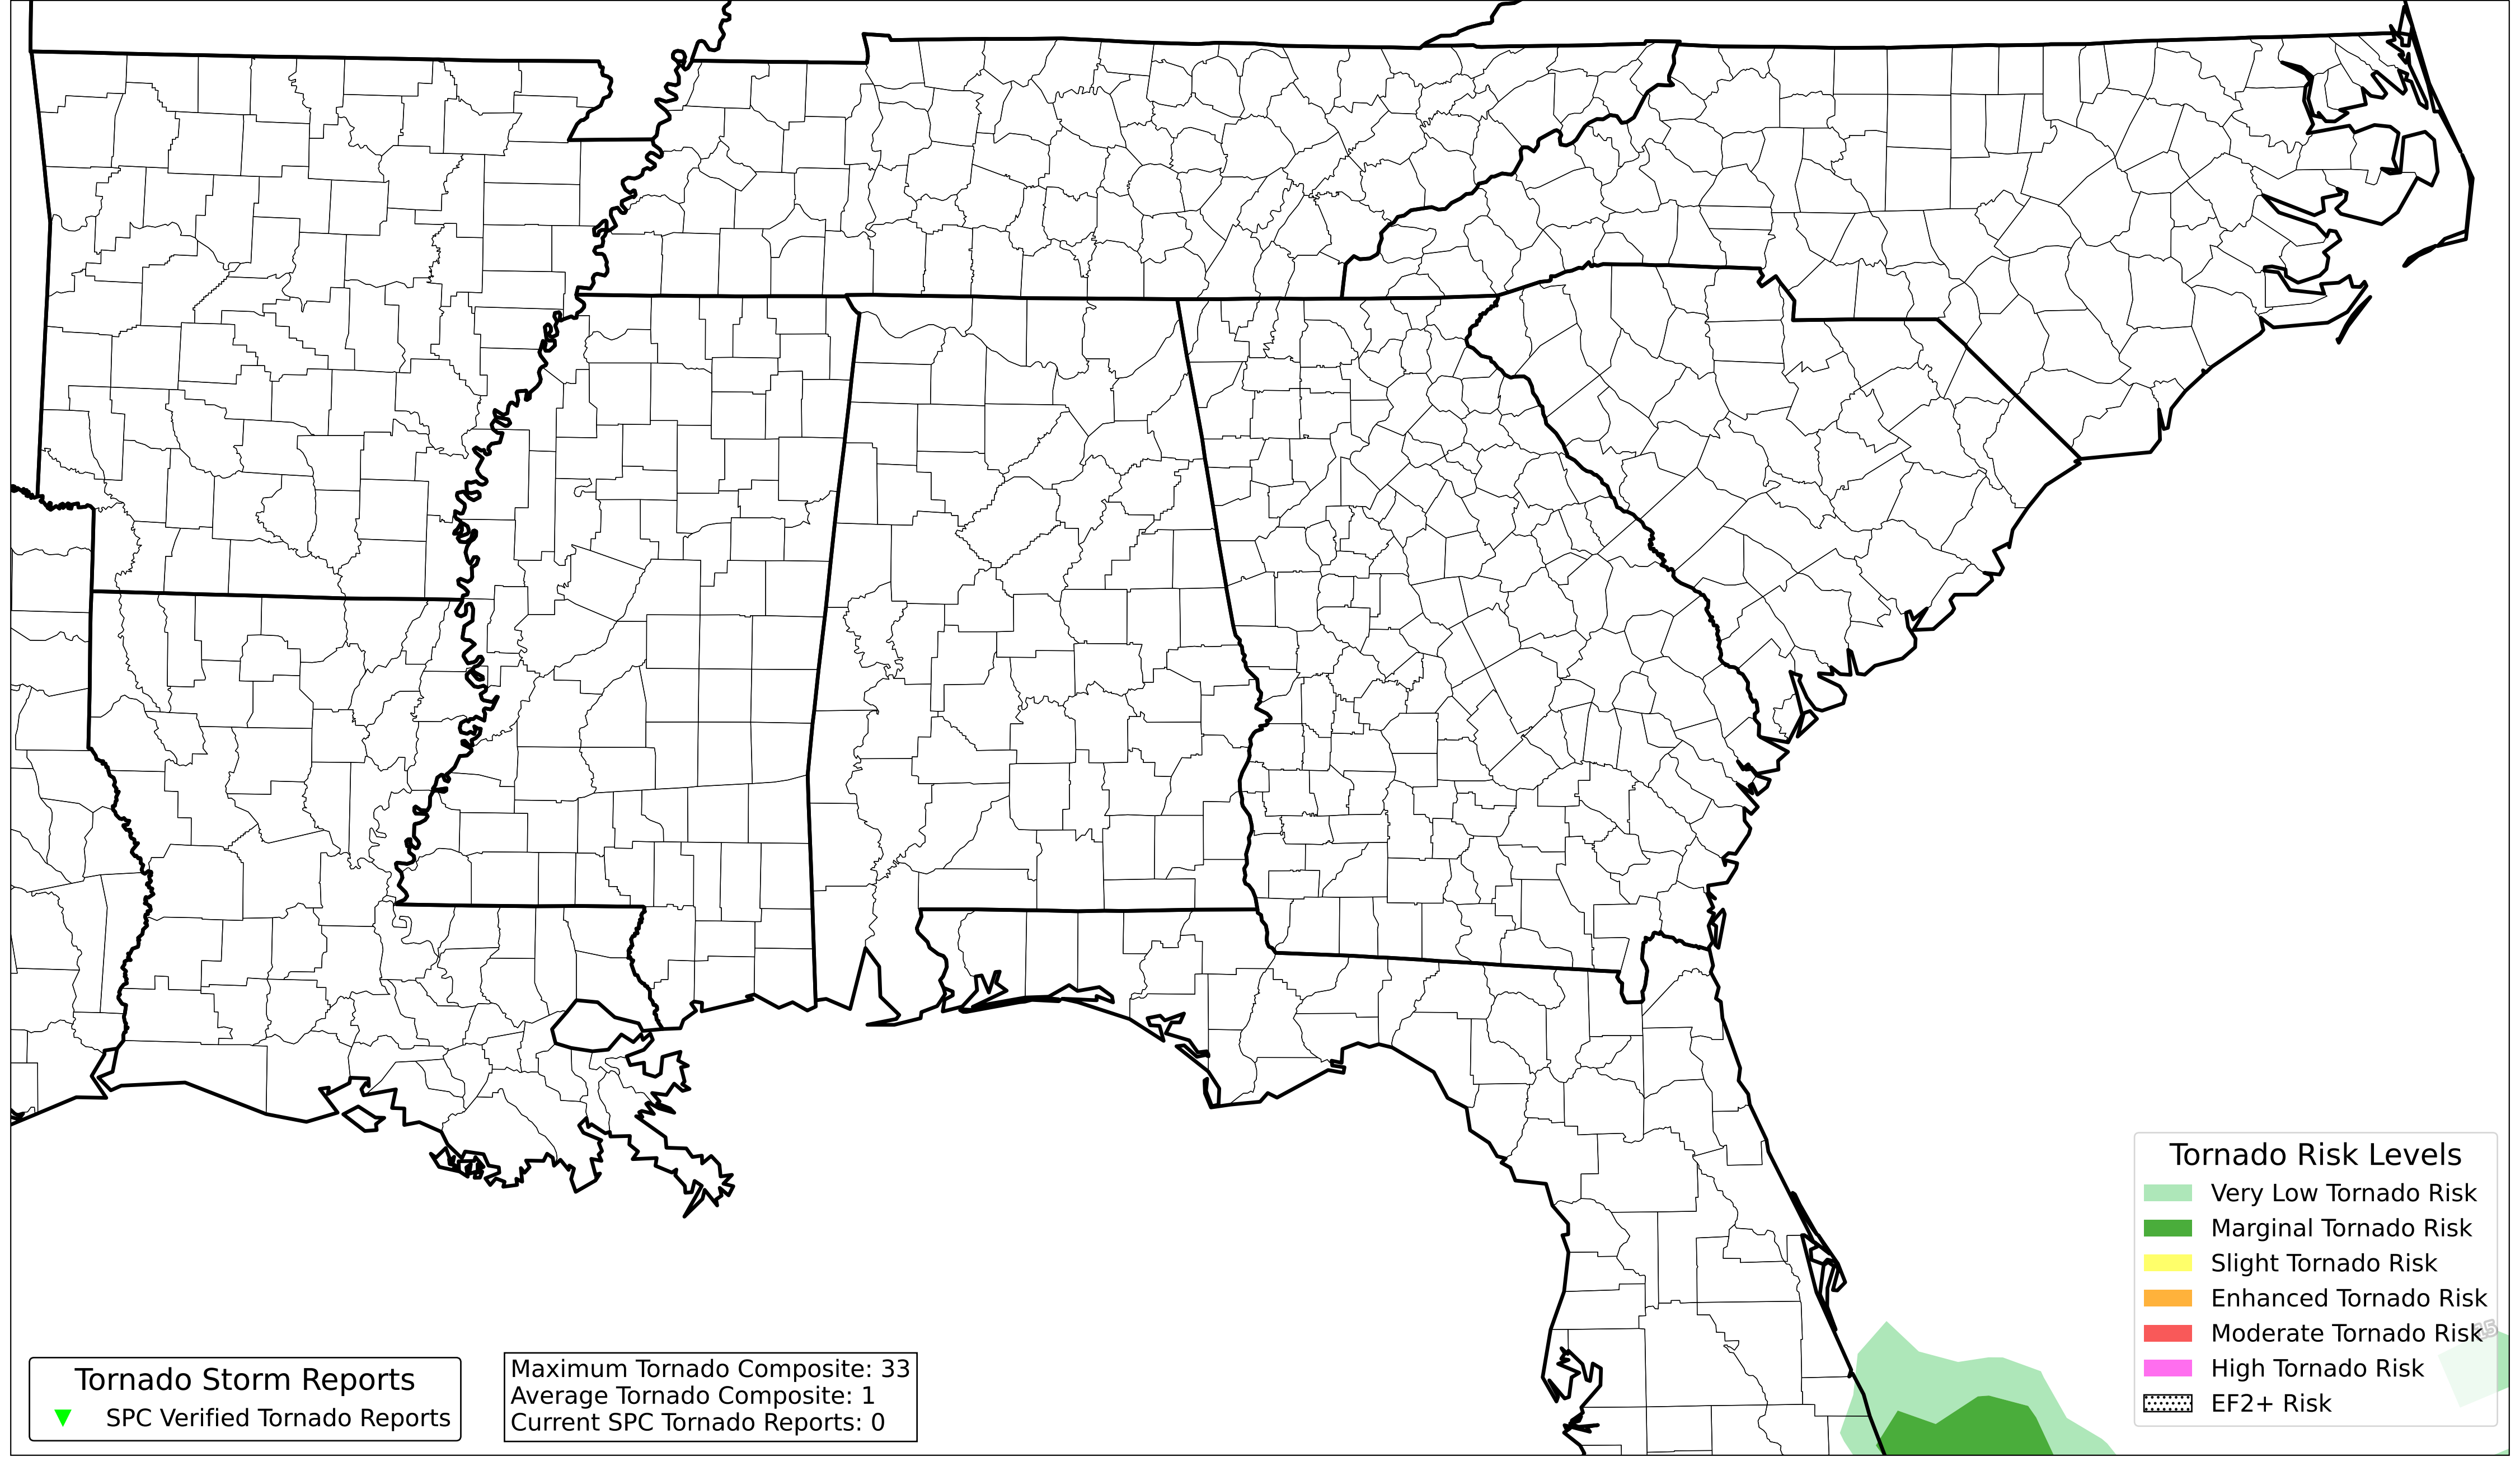 Tornado Risk Levels
Very Low Tornado Risk
Marginal Tornado Risk
Slight Tornado Risk
Enhanced Tornado Risk
Moderate Tornado Risk
High Tornado Risk
EF2+ Risk
15
Tornado Storm Reports
SPC Verified Tornado Reports
Maximum Tornado Composite: 33
Average Tornado Composite: 1
Current SPC Tornado Reports: 0